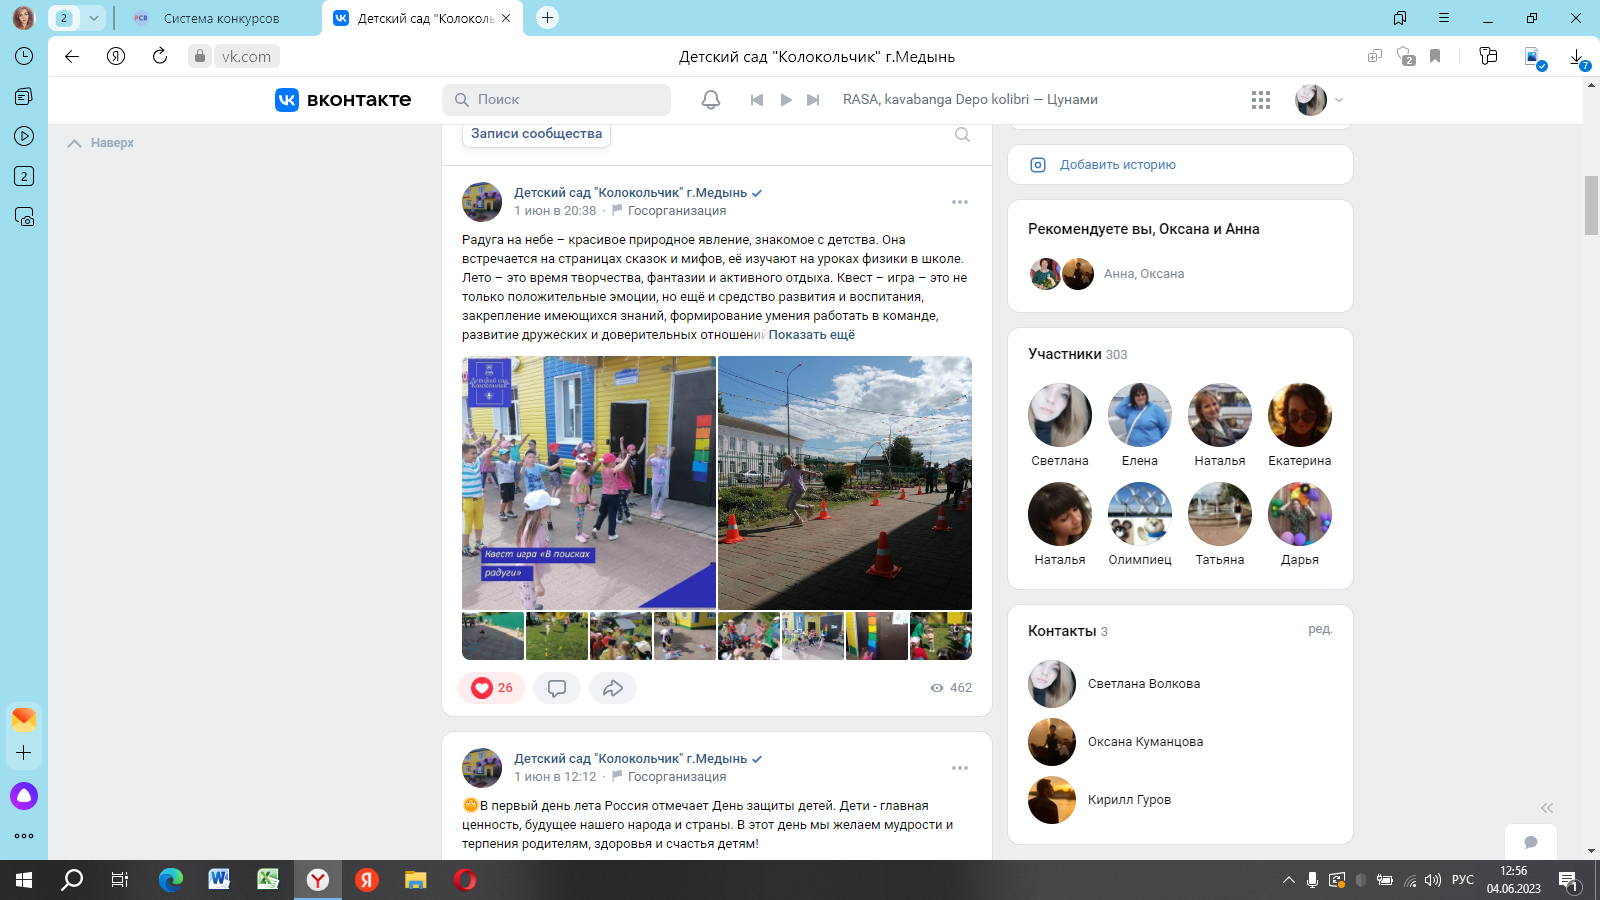 2
Система конкурсов
Детский сад "Колоколь
vk.com
Детский сад "Колокольчик" г.Медынь
2
7
2
вконтакте
Поиск
RASA, kavabanga Depo kolibri — Цунами
Наверх
Записи сообщества
Детский сад "Колокольчик" г.Медынь
1 июн в 20:38 · Госорганизация
Радуга на небе – красивое природное явление, знакомое с детства. Она
встречается на страницах сказок и мифов, её изучают на уроках физики в школе.
Лето – это время творчества, фантазии и активного отдыха. Квест – игра – это не
только положительные эмоции, но ещё и средство развития и воспитания,
закрепление имеющихся знаний, формирование умения работать в команде,
развитие дружеских и доверительных отношений Показать ещё
Детский сад
Колокольчик
Квест игра «В поисках
радуги»
26
462
Детский сад "Колокольчик" г.Медынь
1 июн в 12:12 · Госорганизация
В первый день лета Россия отмечает День защиты детей. Дети - главная
ценность, будущее нашего народа и страны. В этот день мы желаем мудрости и
терпения родителям, здоровья и счастья детям!
Добавить историю
Рекомендуете вы, Оксана и Анна
Анна, Оксана
Участники 303
Светлана
Елена
Наталья
Екатерина
Наталья
Олимпиец
Татьяна
Дарья
Контакты 3
ред.
Светлана Волкова
Оксана Куманцова
Кирилл Гуров
РУС
12:56
04.06.2023
1